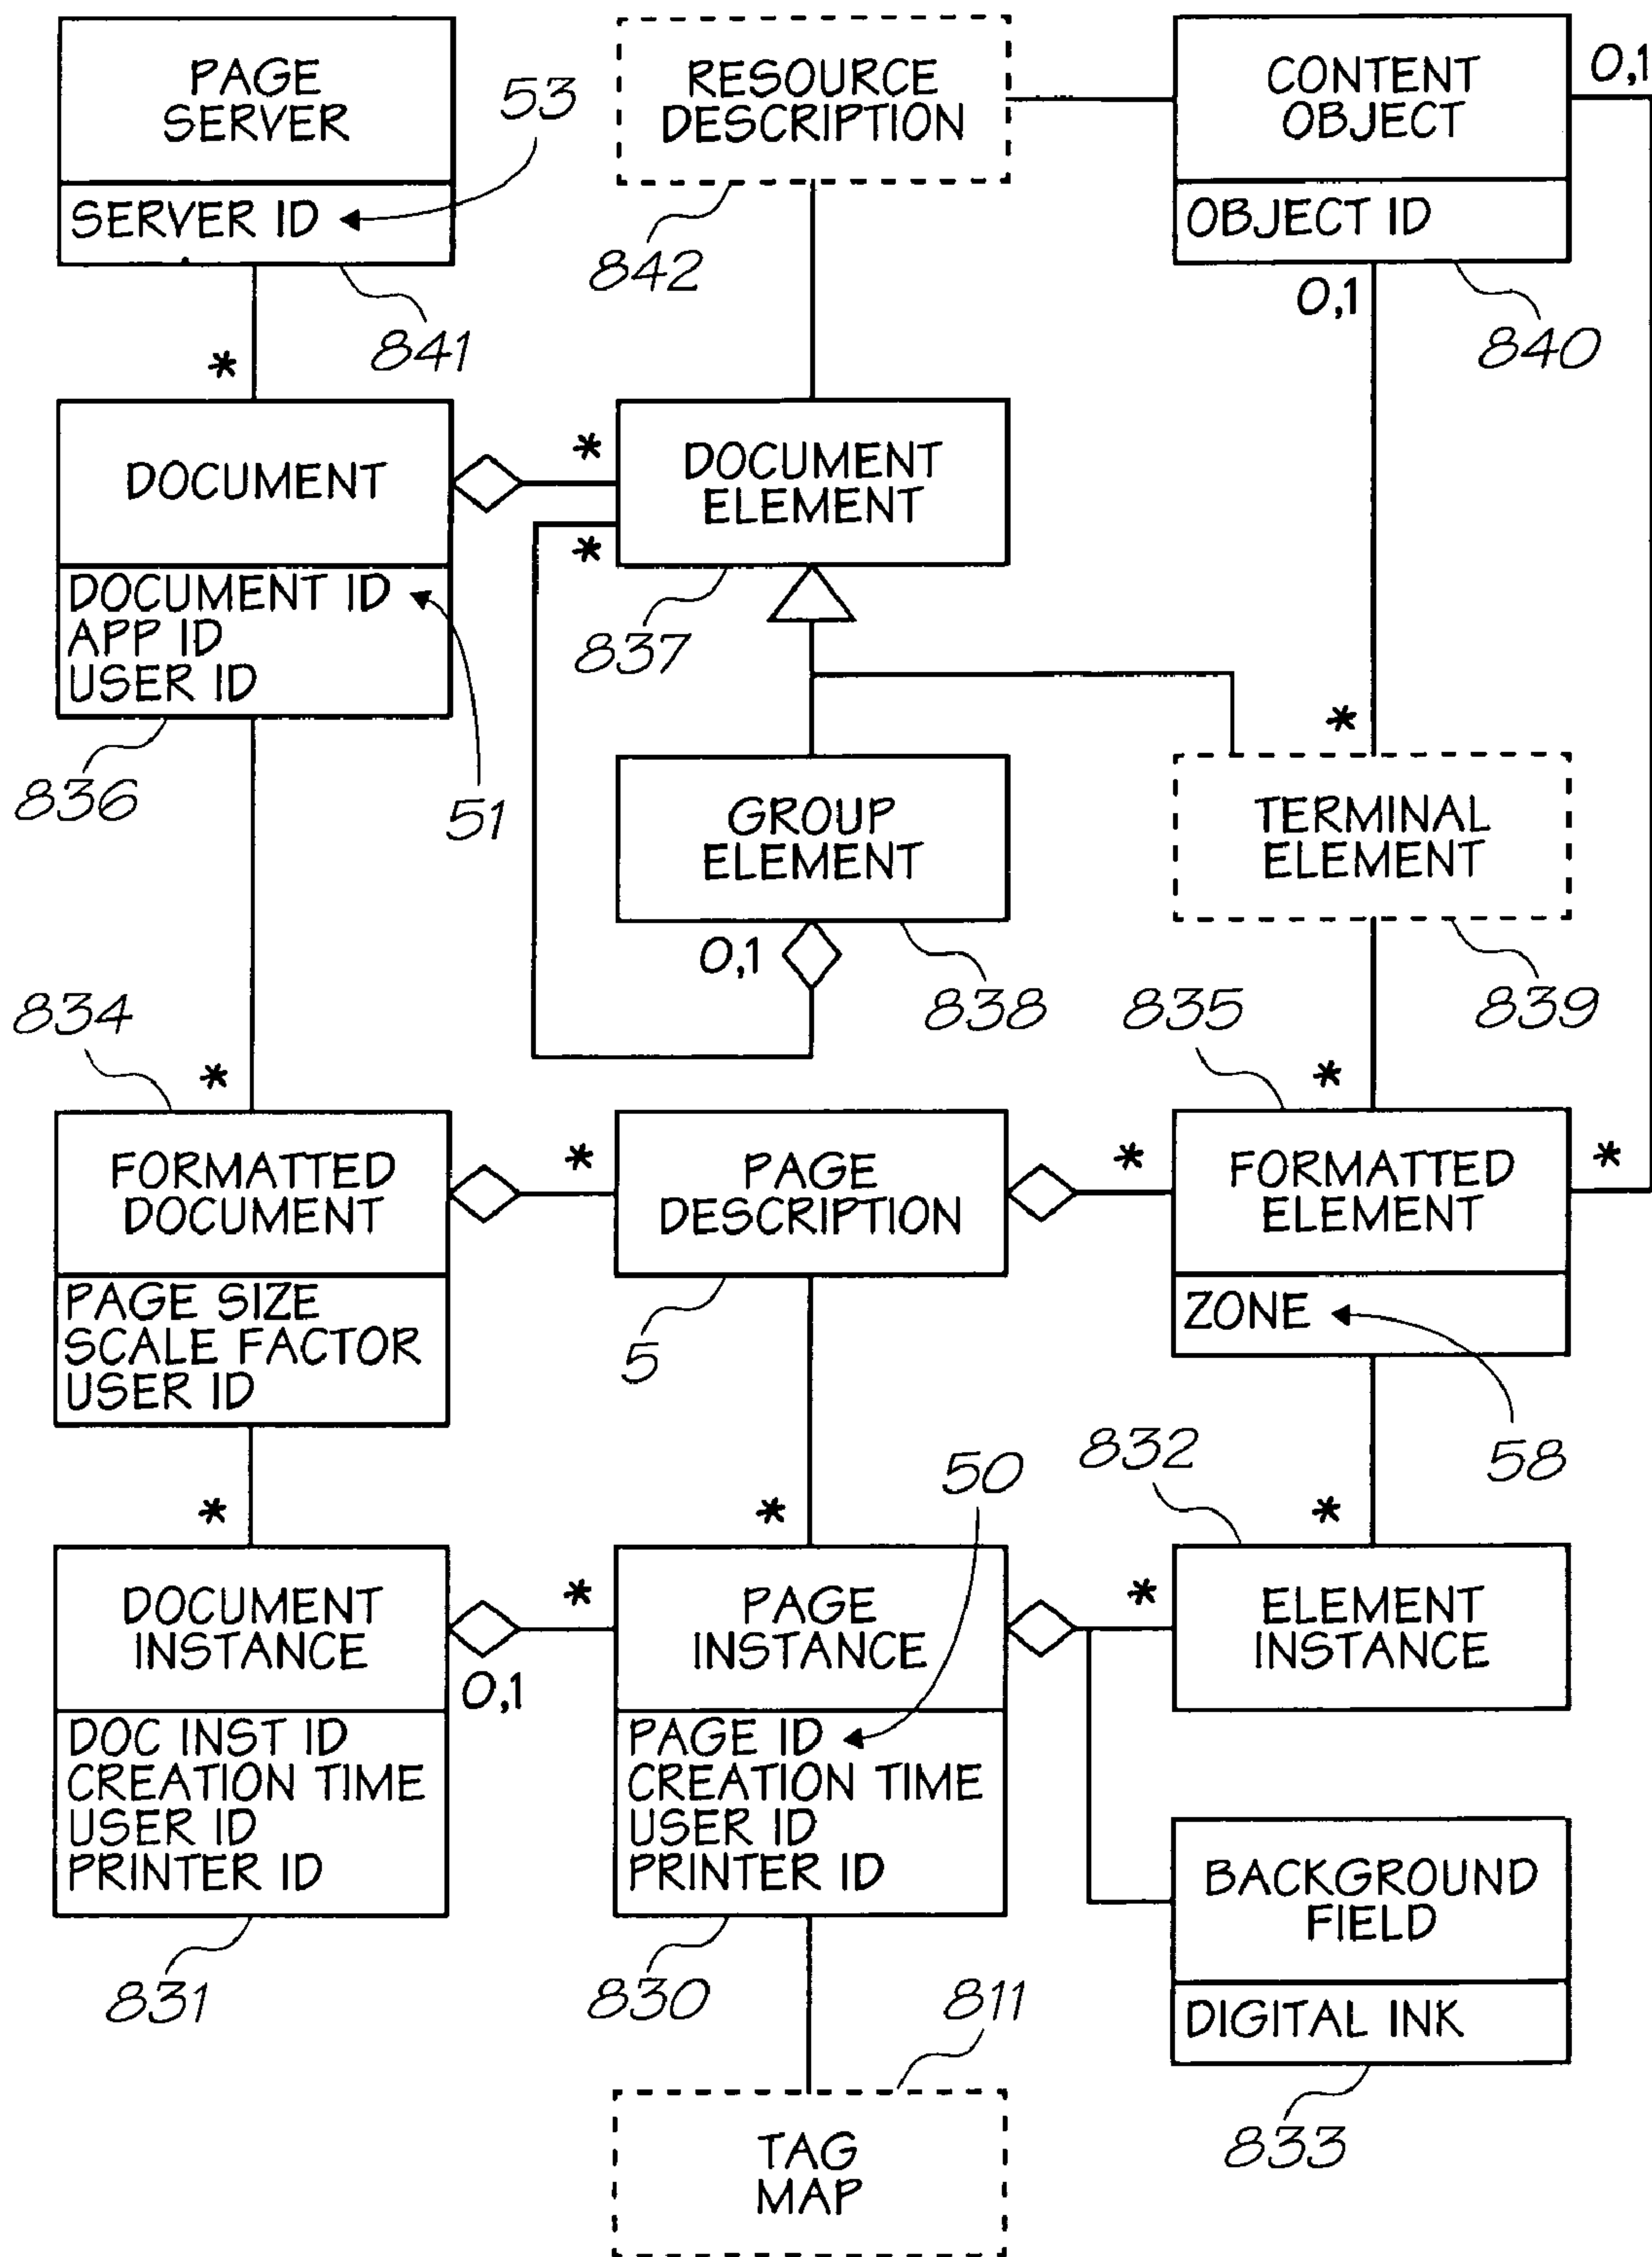 PAGE
SERVER
53
SERVER ID
841
*
RESOURCE
DESCRIPTION
842
CONTENT
OBJECT
0,1
OBJECT ID
0,1
840
DOCUMENT
DOCUMENT ID
APP ID
USER ID
836
51
*
*
DOCUMENT
ELEMENT
837
GROUP
ELEMENT
0,1
838
*
TERMINAL
ELEMENT
839
834
*
FORMATTED
DOCUMENT
PAGE SIZE
SCALE FACTOR
USER ID
*
PAGE
DESCRIPTION
5
*
835
*
FORMATTED
ELEMENT
*
ZONE
58
*
DOCUMENT
INSTANCE
0,1
DOC INST ID
CREATION TIME
USER ID
PRINTER ID
831
*
*
50
PAGE
INSTANCE
PAGE ID
CREATION TIME
USER ID
PRINTER ID
830
832
*
*
ELEMENT
INSTANCE
BACKGROUND
FIELD
DIGITAL INK
833
811
TAG
MAP